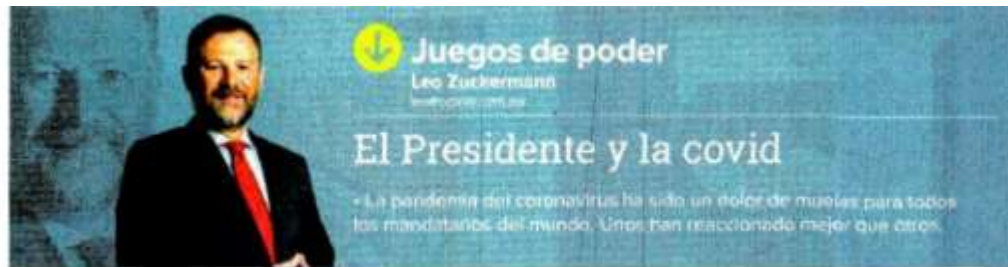 Juegos de poder
Leo Zuckermann
El Presidente y la covid
• La pandemia del coronavirus ha sido un dolor de muelas para todos
los mandatarios del mundo. Unos han reaccionado mejor que otros.